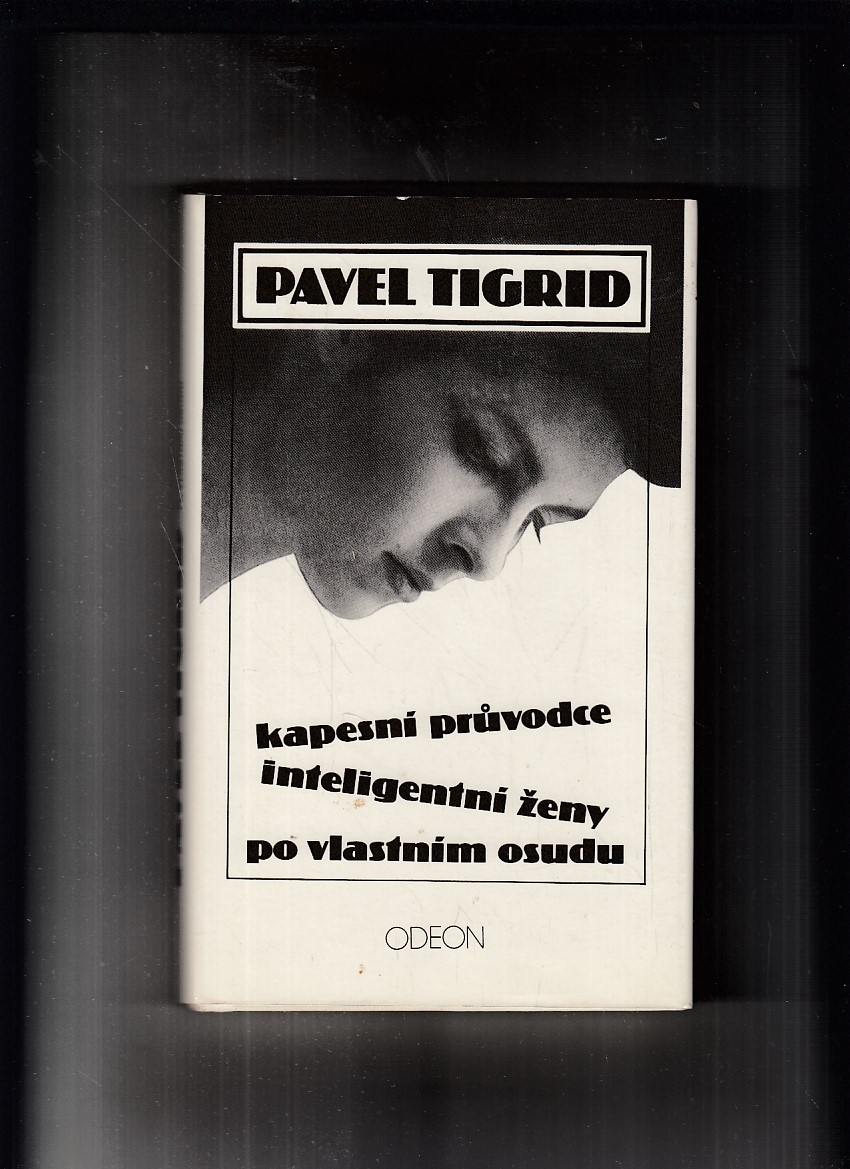 PAVEL TIGRID
kapesní průvodce
inteligentní ženy
po vlastním osudu
ODEON